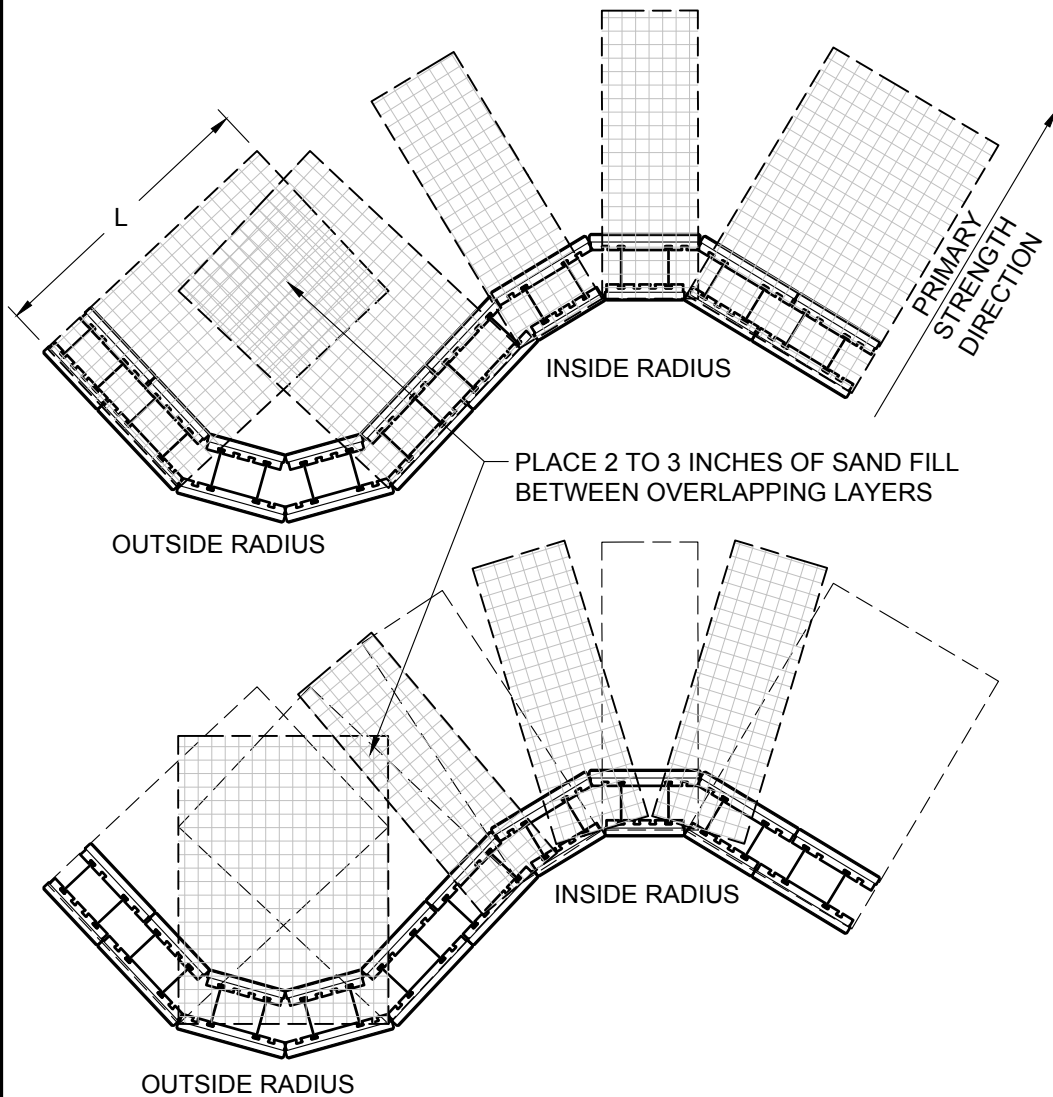 L
PRIMARY
STRENGTH
DIRECTION
INSIDE RADIUS
PLACE 2 TO 3 INCHES OF SAND FILL
BETWEEN OVERLAPPING LAYERS
OUTSIDE RADIUS
INSIDE RADIUS
OUTSIDE RADIUS